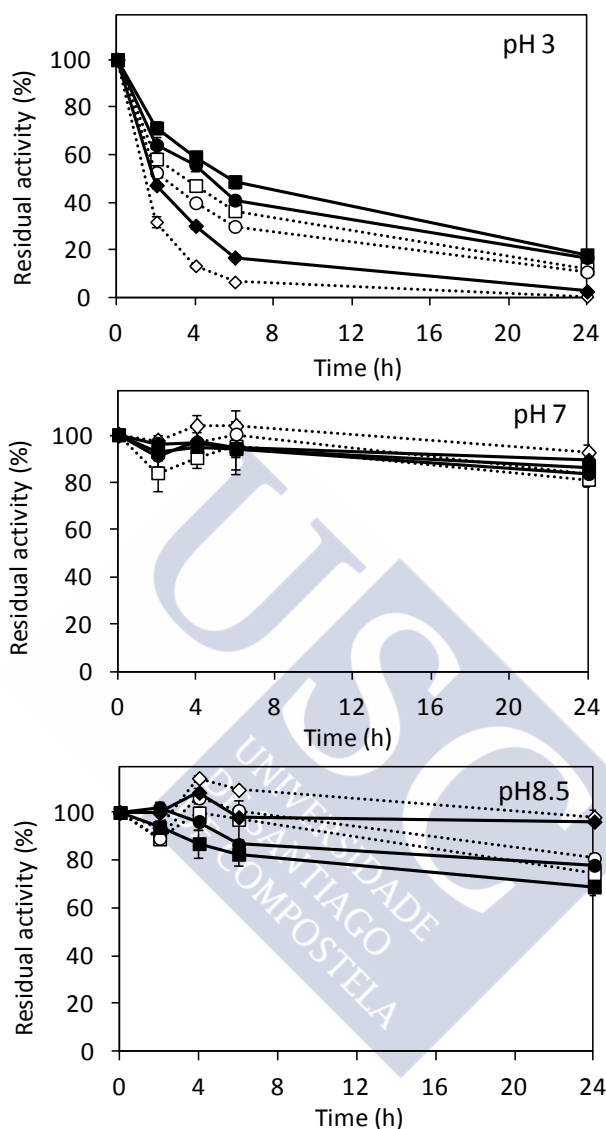 pH 3
Residual activity (%)
100
80
60
40
20
0
0 4 8 12 16 20 24
Time (h)
pH 7
Residual activity (%)
100
80
60
40
20
0
0 4 8 12 16 20 24
Time (h)
pH8.5
Residual activity (%)
100
80
60
40
20
0
0 4 8 12 16 20 24
Time (h)
USC
UNIVERSIDADE
DE SANTIAGO
DE COMPOSTELA